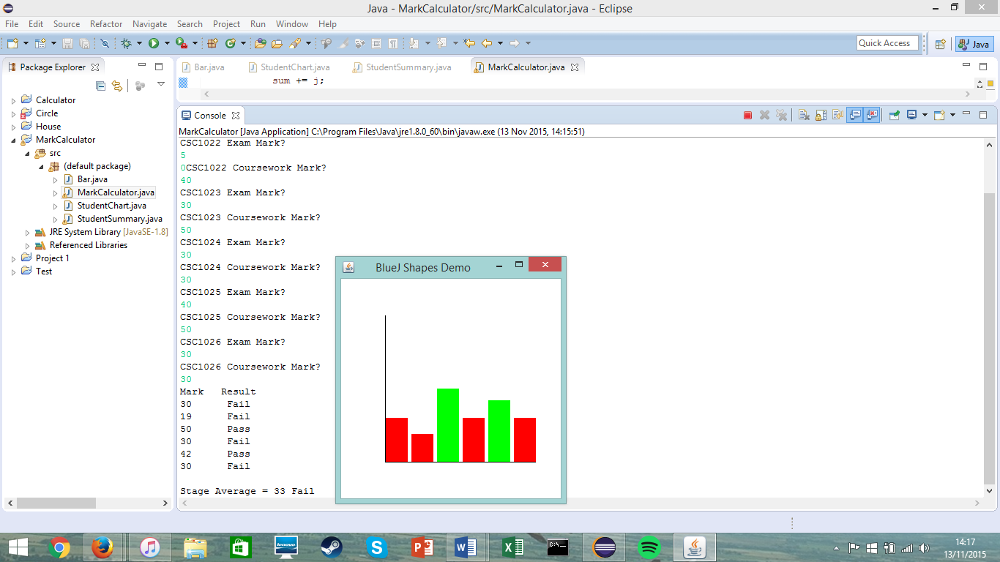 Java - MarkCalculator/src/MarkCalculator.java - Eclipse
File Edit Source Refactor Navigate Search Project Run Window Help
Quick Access
Java
Package Explorer
Calculator
Circle
House
MarkCalculator
src
(default package)
Bar.java
MarkCalculator.java
StudentChart.java
StudentSummary.java
JRE System Library [JavaSE-1.8]
Referenced Libraries
Project 1
Test
Bar.java StudentChart.java StudentSummary.java MarkCalculator.java
sum += j;
Console
MarkCalculator [Java Application] C:\Program Files\Java\jre1.8.0_60\bin\javaw.exe (13 Nov 2015, 14:15:51)
CSC1022 Exam Mark?
5
0CSC1022 Coursework Mark?
40
CSC1023 Exam Mark?
30
CSC1023 Coursework Mark?
50
CSC1024 Exam Mark?
30
CSC1024 Coursework Mark?
30
CSC1025 Exam Mark?
40
CSC1025 Coursework Mark?
50
CSC1026 Exam Mark?
30
CSC1026 Coursework Mark?
30
Mark Result
30 Fail
19 Fail
50 Pass
30 Fail
42 Pass
30 Fail
Stage Average = 33 Fail
BlueJ Shapes Demo
lenovo
14:17
13/11/2015